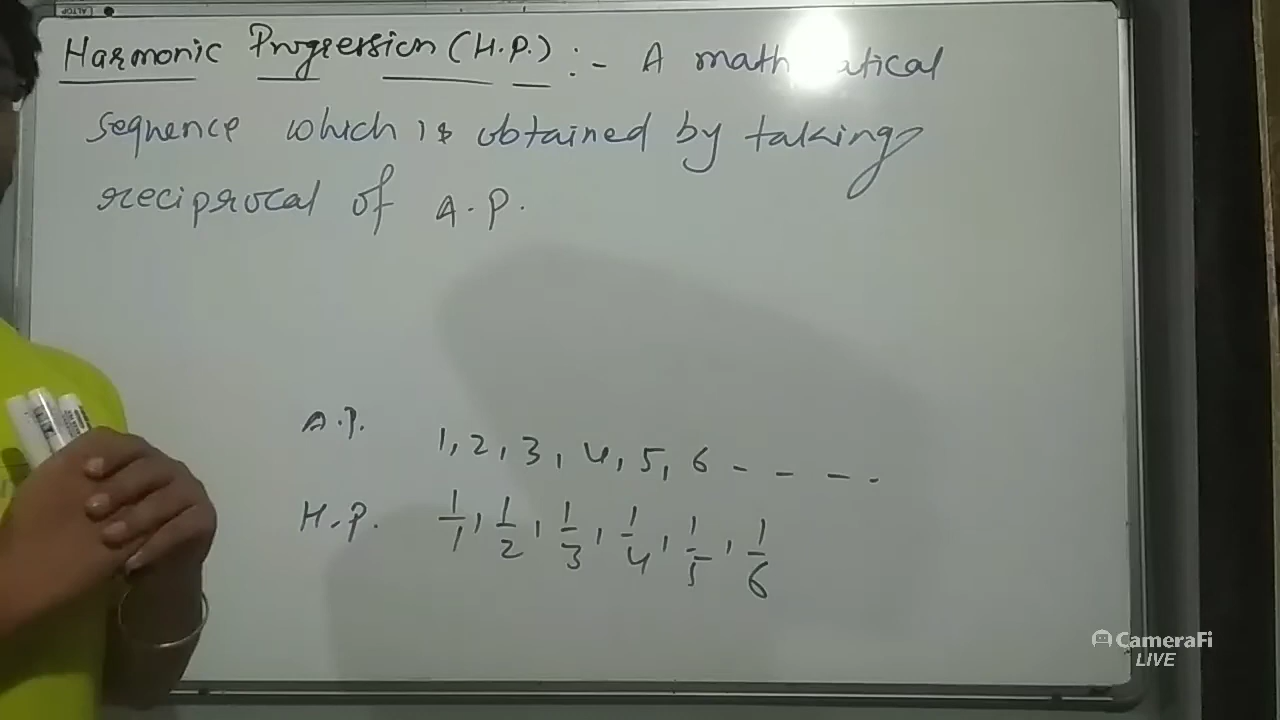 Harmonic Progression (H.P.) :- A mathematical
sequence which is obtained by taking
reciprocal of A.P.
A.P. 1, 2, 3, 4, 5, 6 - - - .
H.P. 1/1, 1/2, 1/3, 1/4, 1/5, 1/6
CameraFi
LIVE